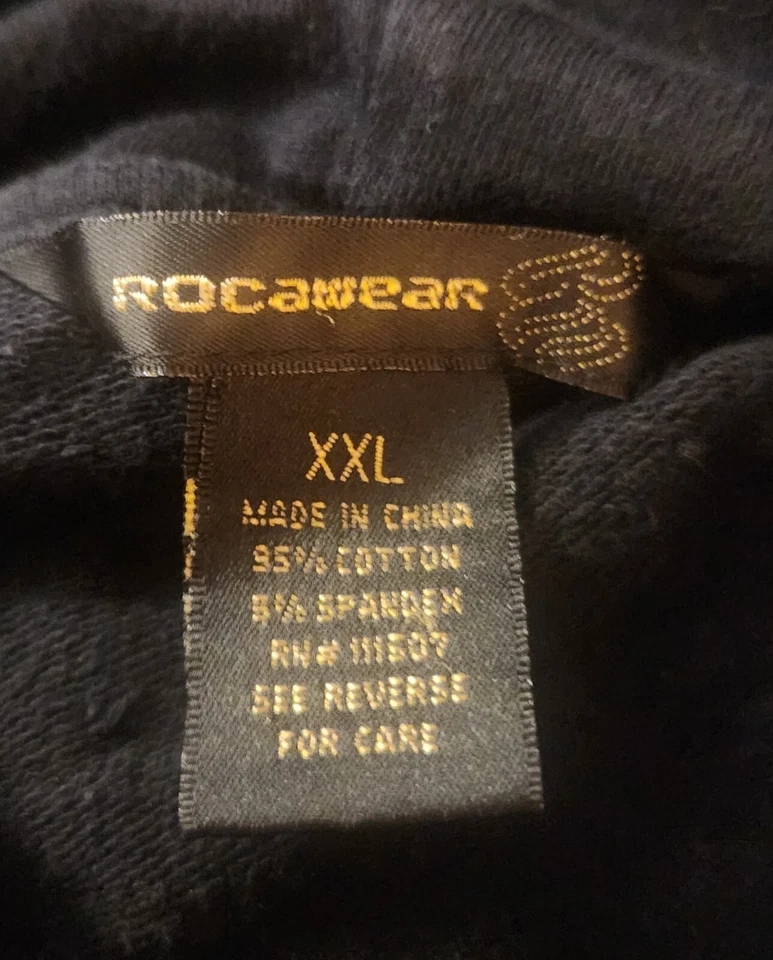 Rocawear
XXL
MADE IN CHINA
95% COTTON
5% SPANDEX
RN# 111507
SEE REVERSE
FOR CARE